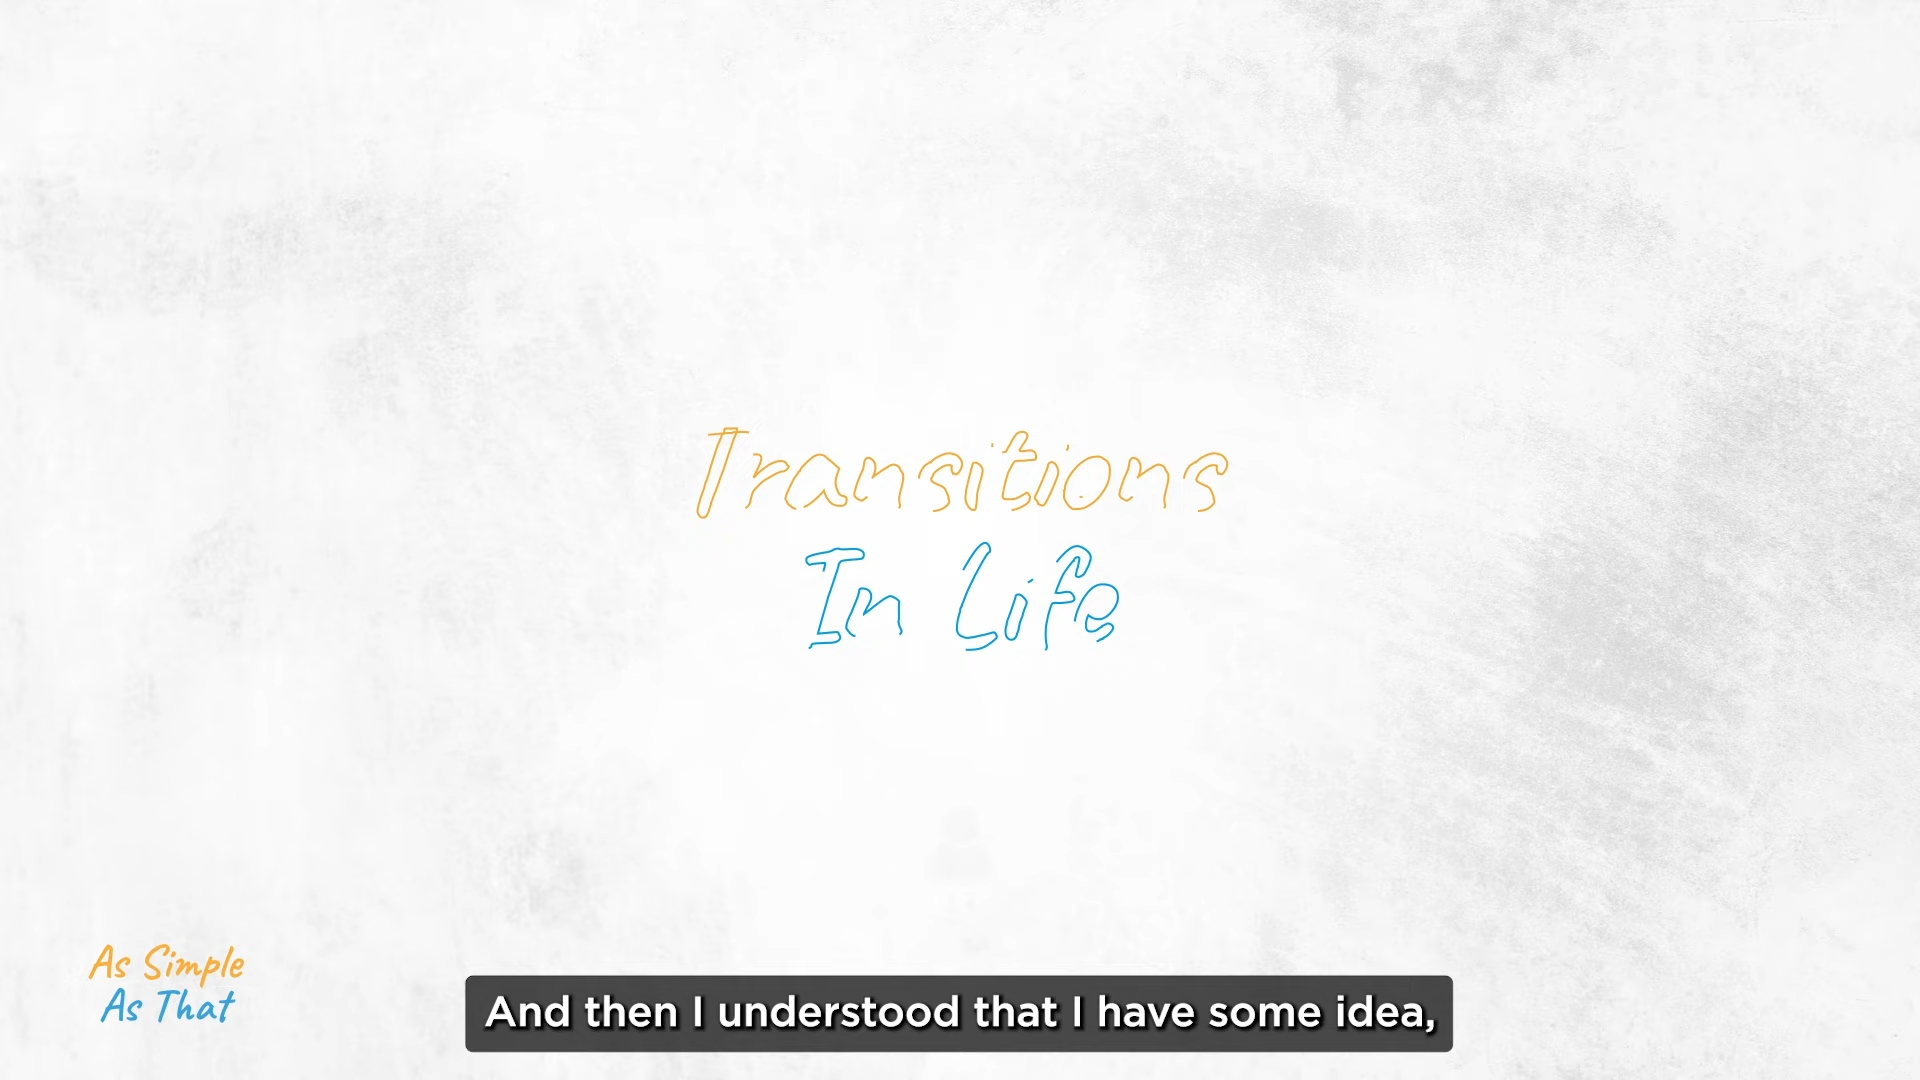 Transitions
In Life
As Simple
As That
And then I understood that I have some idea,